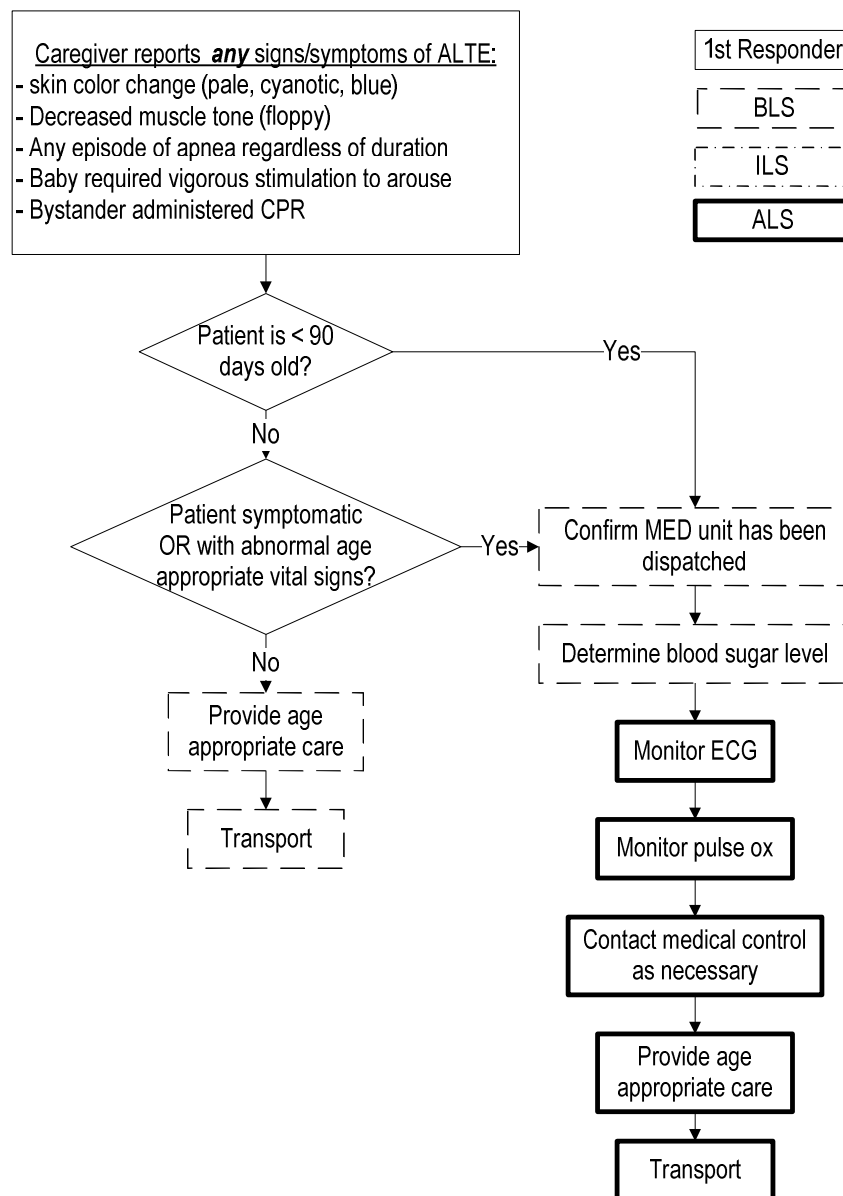 Caregiver reports any signs/symptoms of ALTE:
- skin color change (pale, cyanotic, blue)
- Decreased muscle tone (floppy)
- Any episode of apnea regardless of duration
- Baby required vigorous stimulation to arouse
- Bystander administered CPR
1st Responder
BLS
ILS
ALS
Patient is < 90
days old?
Yes
No
Patient symptomatic
OR with abnormal age
appropriate vital signs?
Yes
No
Provide age
appropriate care
Transport
Confirm MED unit has been
dispatched
Determine blood sugar level
Monitor ECG
Monitor pulse ox
Contact medical control
as necessary
Provide age
appropriate care
Transport